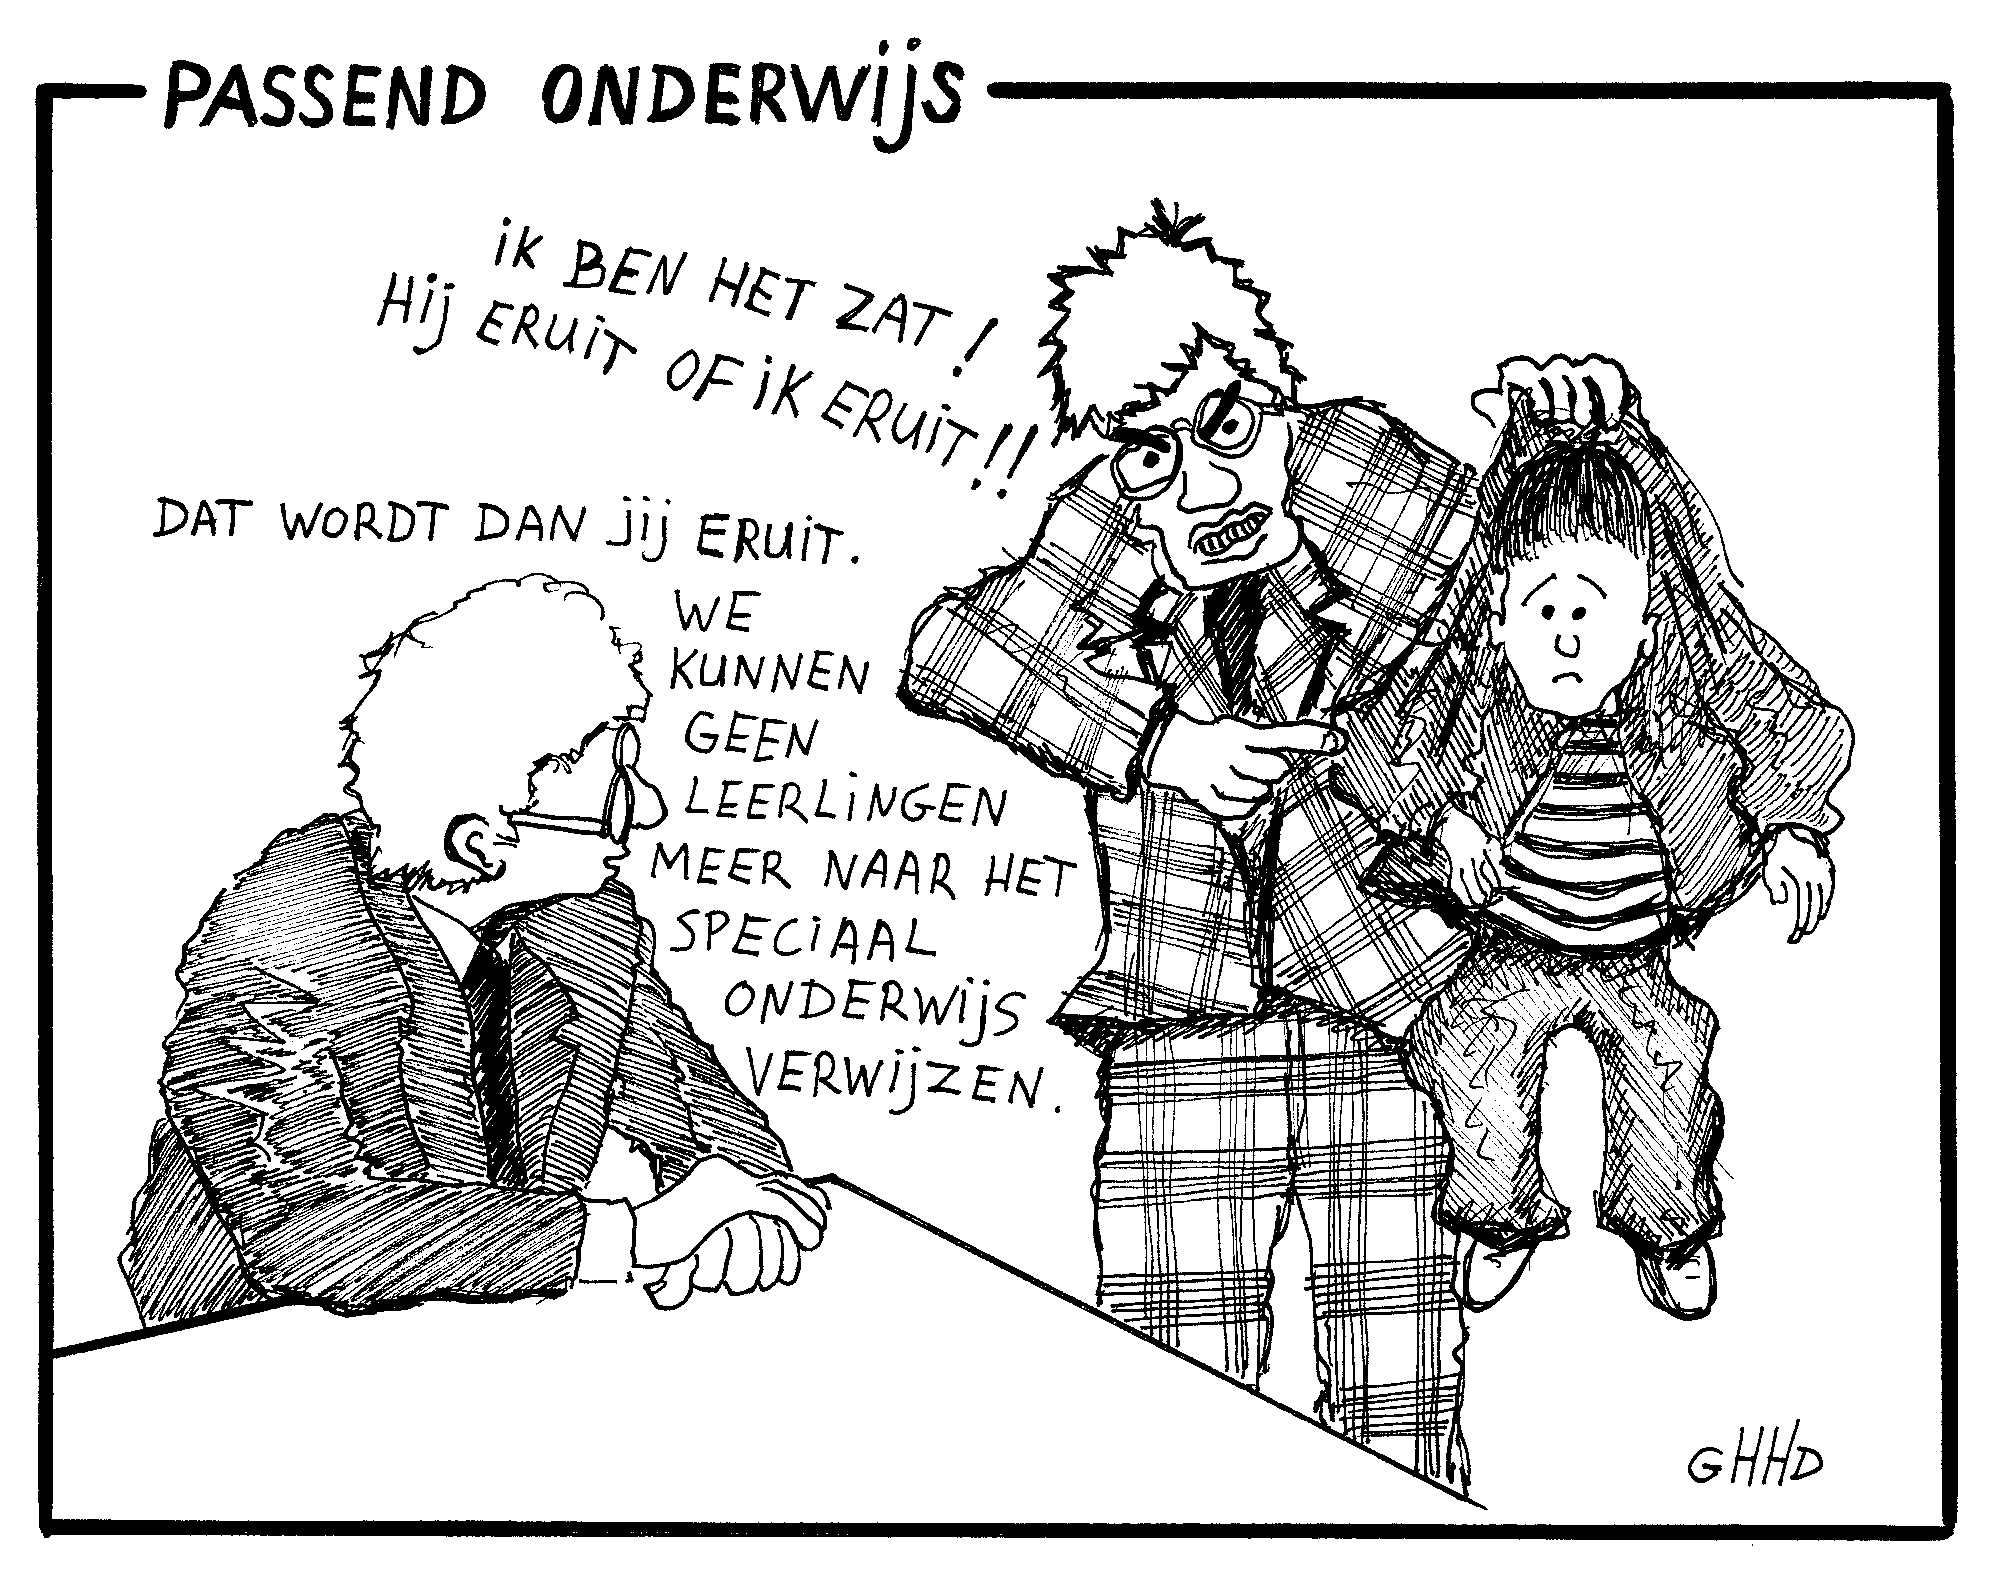 PASSEND ONDERWijS
iK BEN HET ZAT!
Hij ERUiT OF iK ERUiT!!
DAT WORDT DAN jij ERUiT.
WE
KUNNEN
GEEN
LEERLiNGEN
MEER NAAR HET
SPECiAAL
ONDERWijS
VERWijZEN.
GHHD